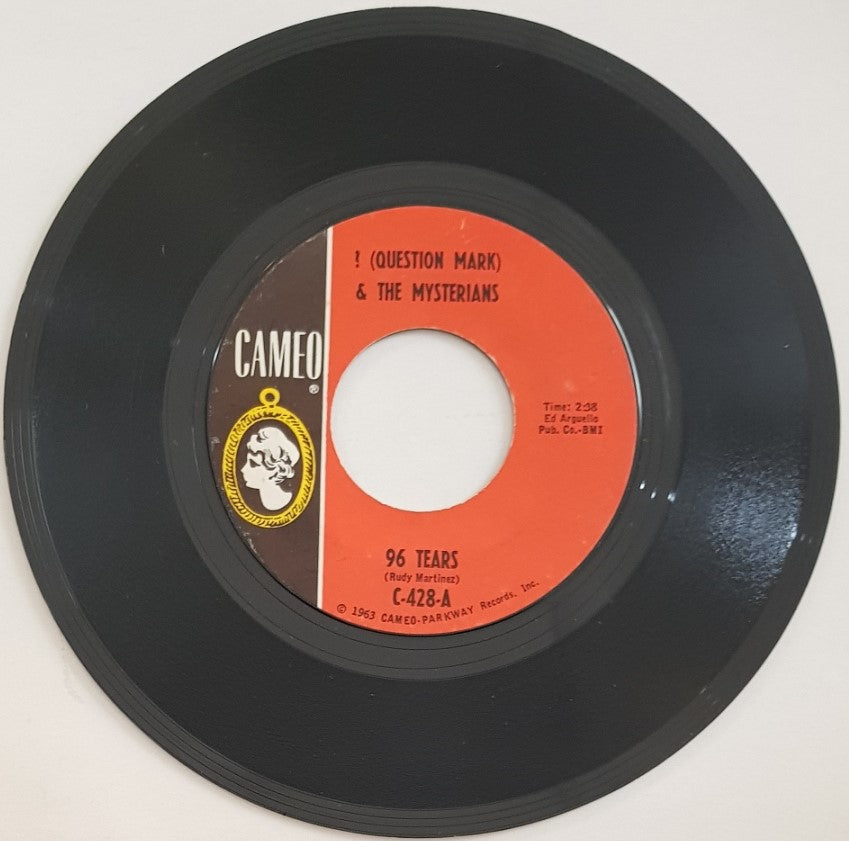 ! (QUESTION MARK)
& THE MYSTERIANS
CAMEO
®
Time: 2:38
Ed Arguello
Pub. Co.-BMI
96 TEARS
(Rudy Martinez)
C-428-A
© 1963 CAMEO-PARKWAY Records, Inc.